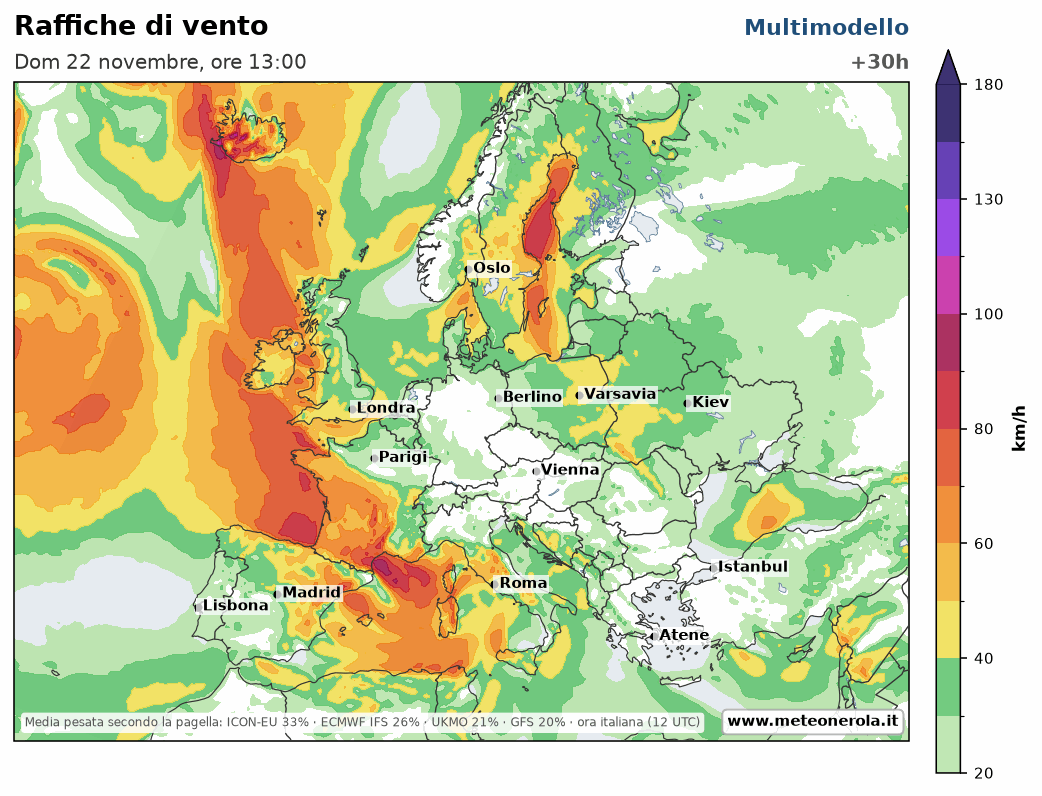 Raffiche di vento
Multimodello
Dom 22 novembre, ore 13:00
+30h
180
130
100
80
60
40
20
km/h
Oslo
Berlino
Varsavia
Kiev
Londra
Parigi
Vienna
Istanbul
Roma
Madrid
Lisbona
Atene
Media pesata secondo la pagella: ICON-EU 33% · ECMWF IFS 26% · UKMO 21% · GFS 20% · ora italiana (12 UTC)
www.meteonerola.it